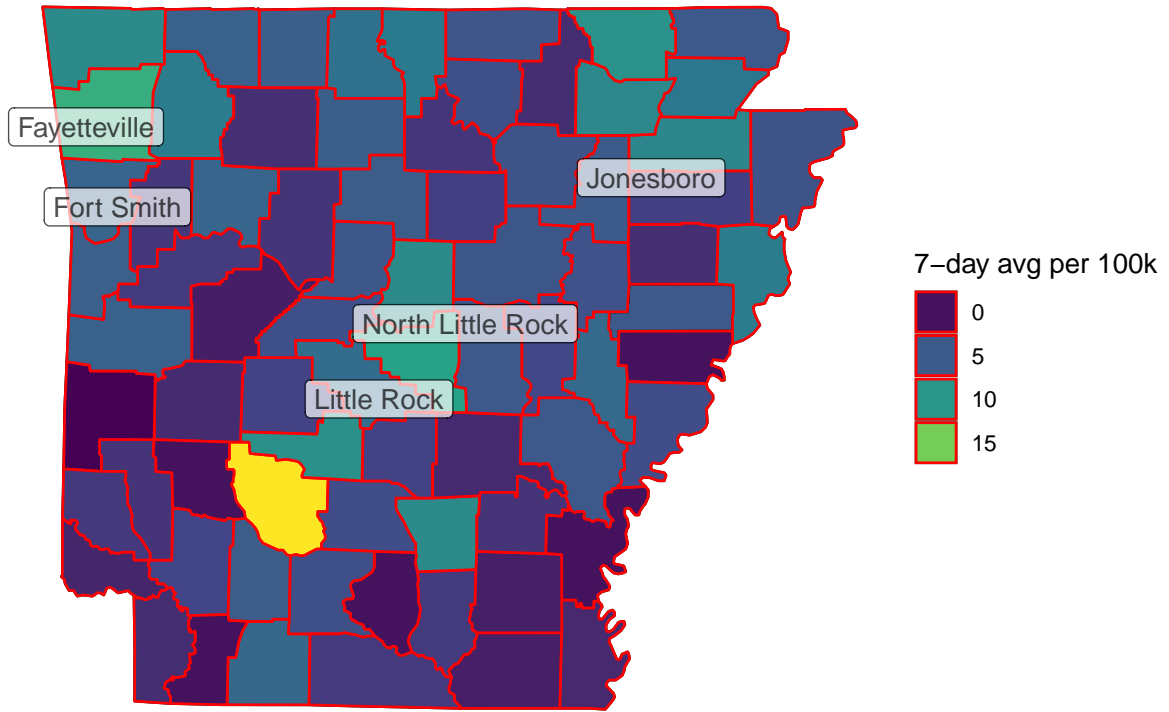 Fayetteville
Jonesboro
Fort Smith
North Little Rock
Little Rock
7−day avg per 100k
0
5
10
15